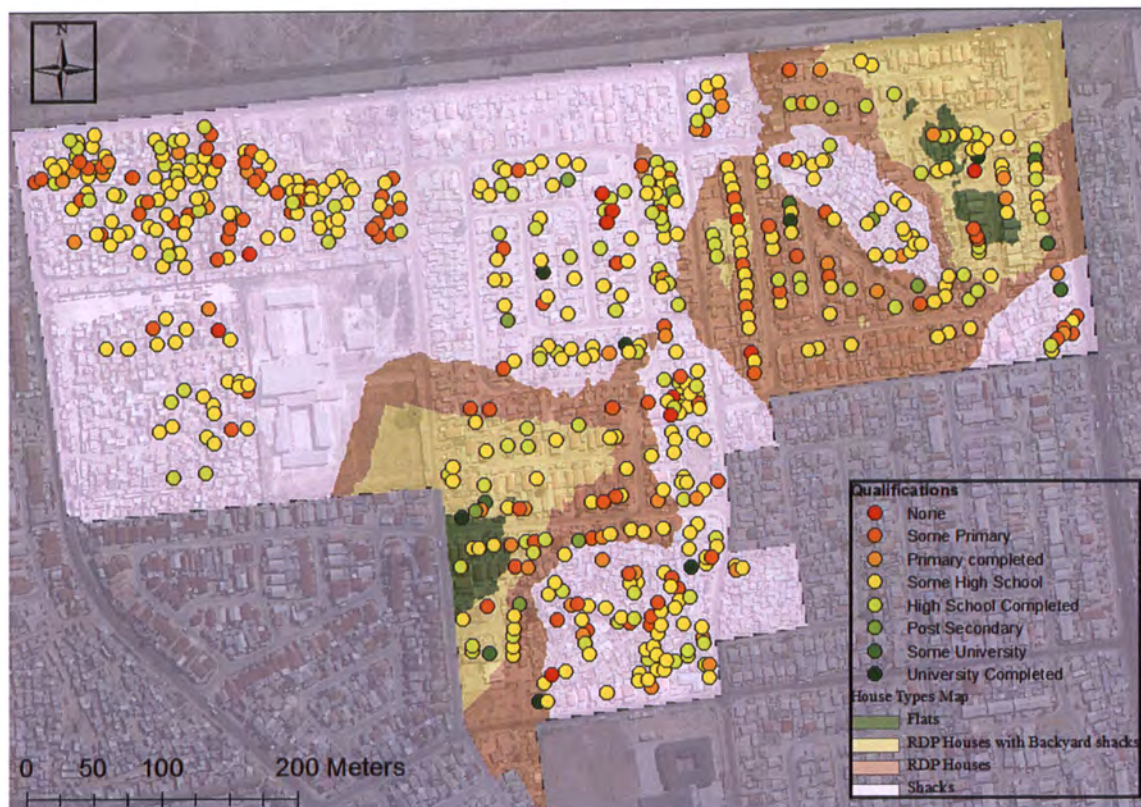 N
Qualifications
None
Some Primary
Primary completed
Some High School
High School Completed
Post Secondary
Some University
University Completed
House Types Map
Flats
RDP Houses with Backyard shacks
RDP Houses
Shacks
0 50 100 200 Meters